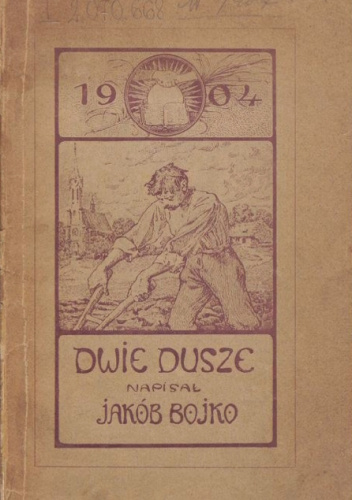 19 04
DWIE DUSZE
NAPISAŁ
JAKÓB BOJKO